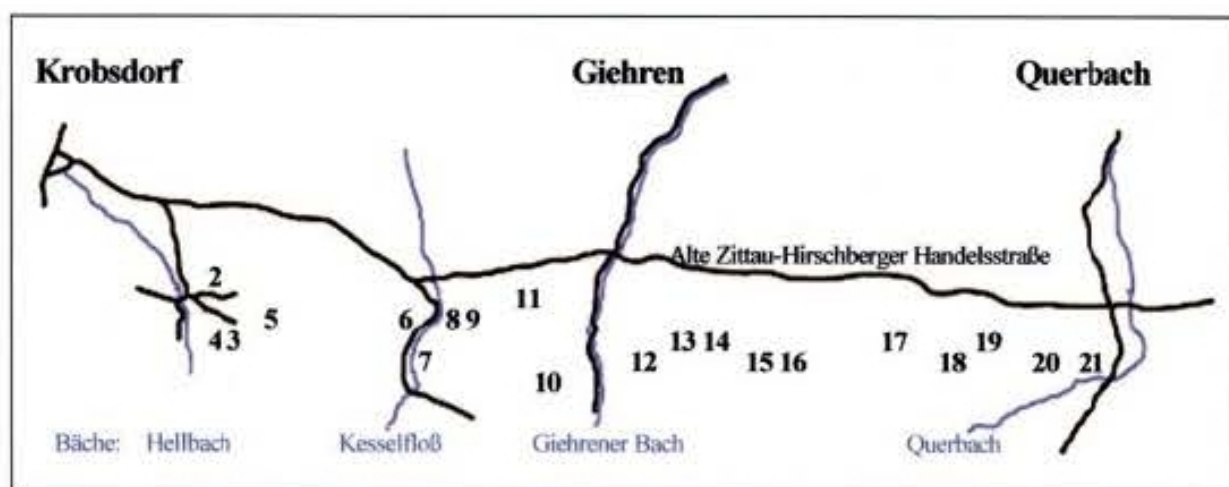 Krobsdorf Giehren Querbach
Alte Zittau-Hirschberger Handelsstraße
2
5 6 8 9 11
4 3 7 10 12 13 14 15 16 17 18 19 20 21
Bäche: Hellbach Kesselfloß Giehrener Bach Querbach